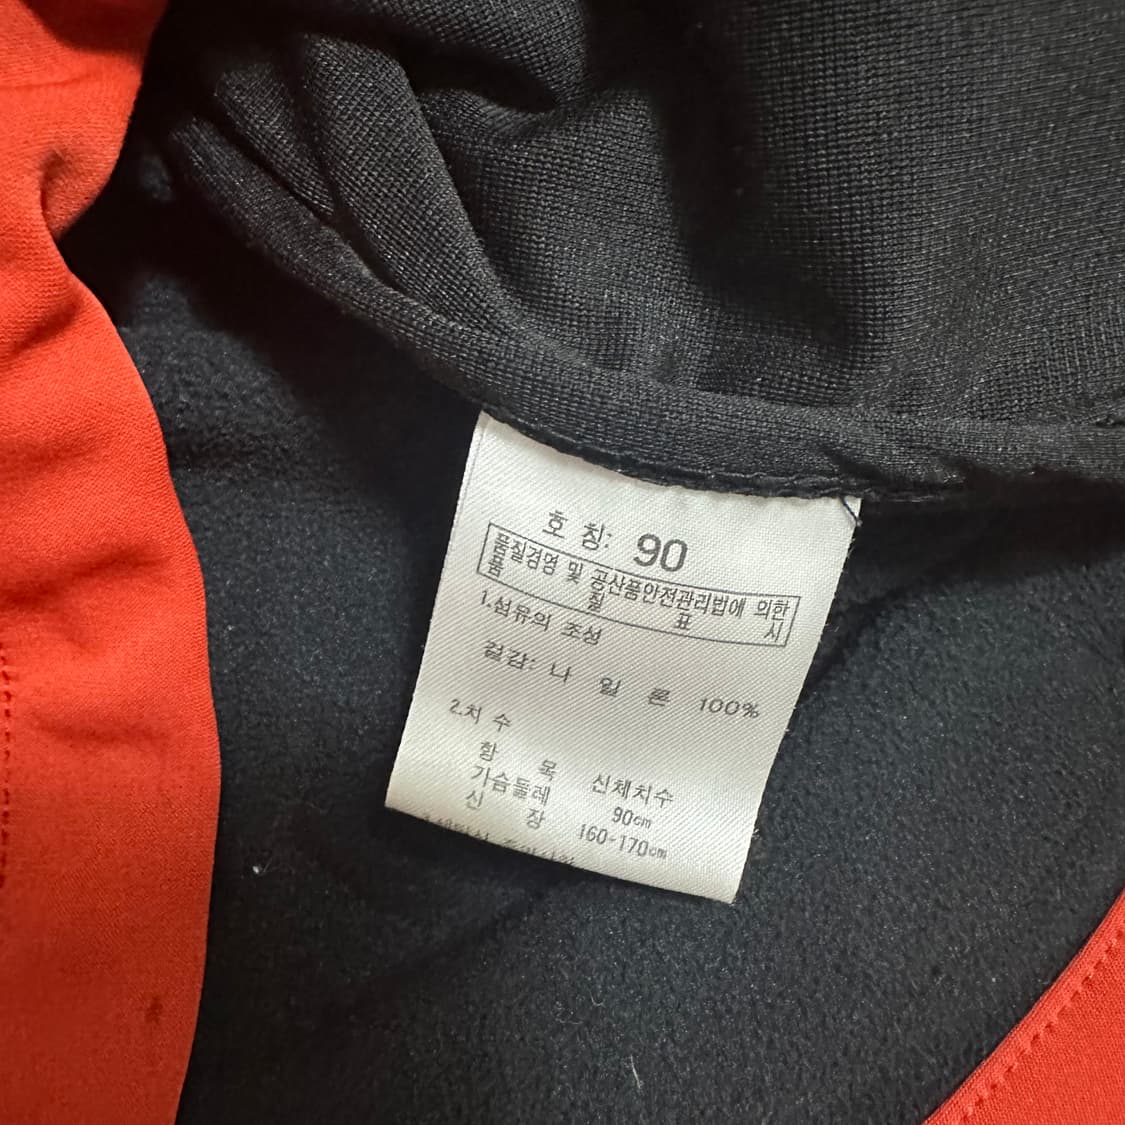 호 칭: 90
품질경영 및 공산품안전관리법에 의한
품 질 표 시
1.섬유의 조성
겉감: 나 일 론 100%
2.치 수
항 목 신체치수
가슴둘레 90cm
신 장 160-170cm